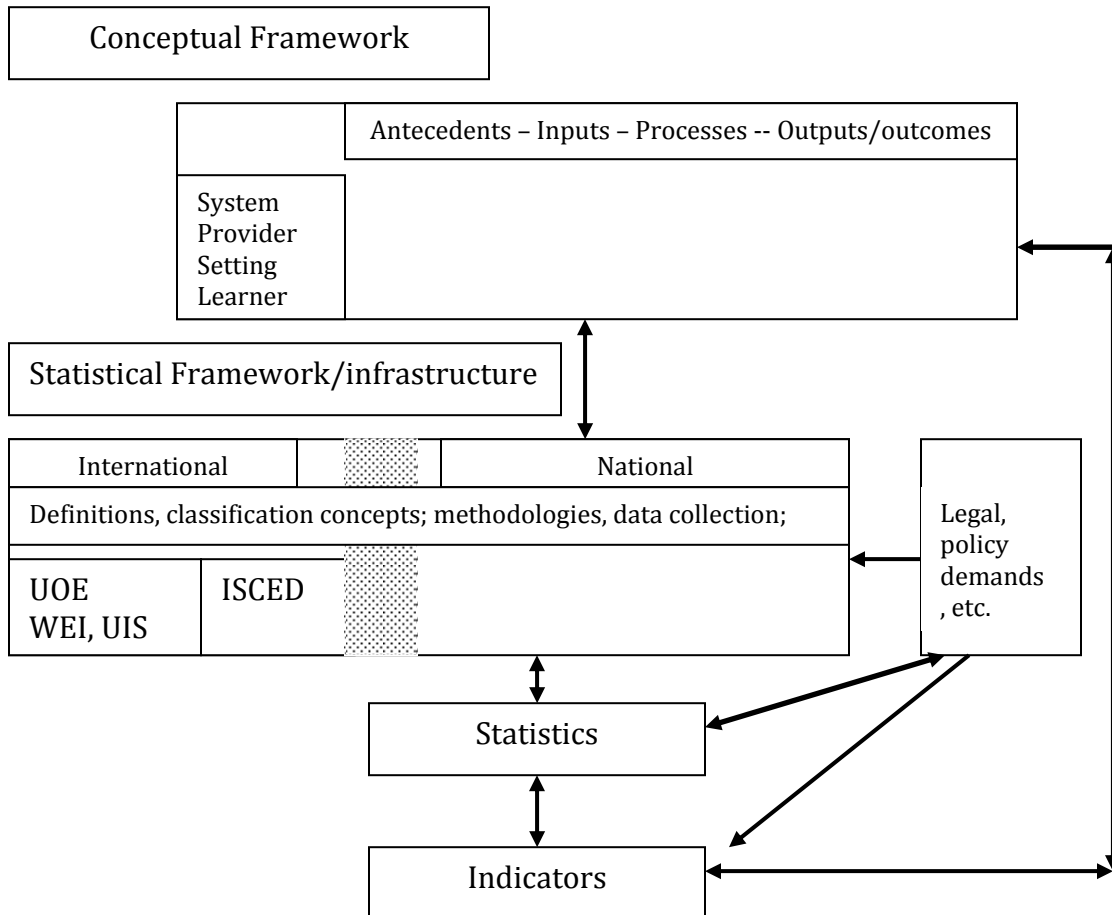 Conceptual Framework
Antecedents – Inputs – Processes -- Outputs/outcomes
System
Provider
Setting
Learner
Statistical Framework/infrastructure
International
National
Definitions, classification concepts; methodologies, data collection;
UOE
WEI, UIS
ISCED
Legal,
policy
demands
, etc.
Statistics
Indicators